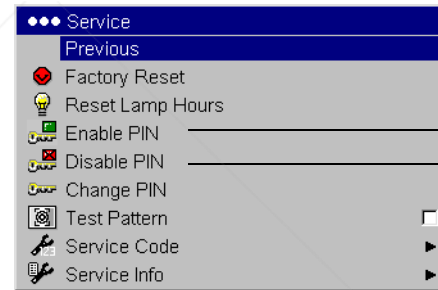 Service
Previous
Factory Reset
Reset Lamp Hours
Enable PIN
Disable PIN
Change PIN
Test Pattern
Service Code
Service Info